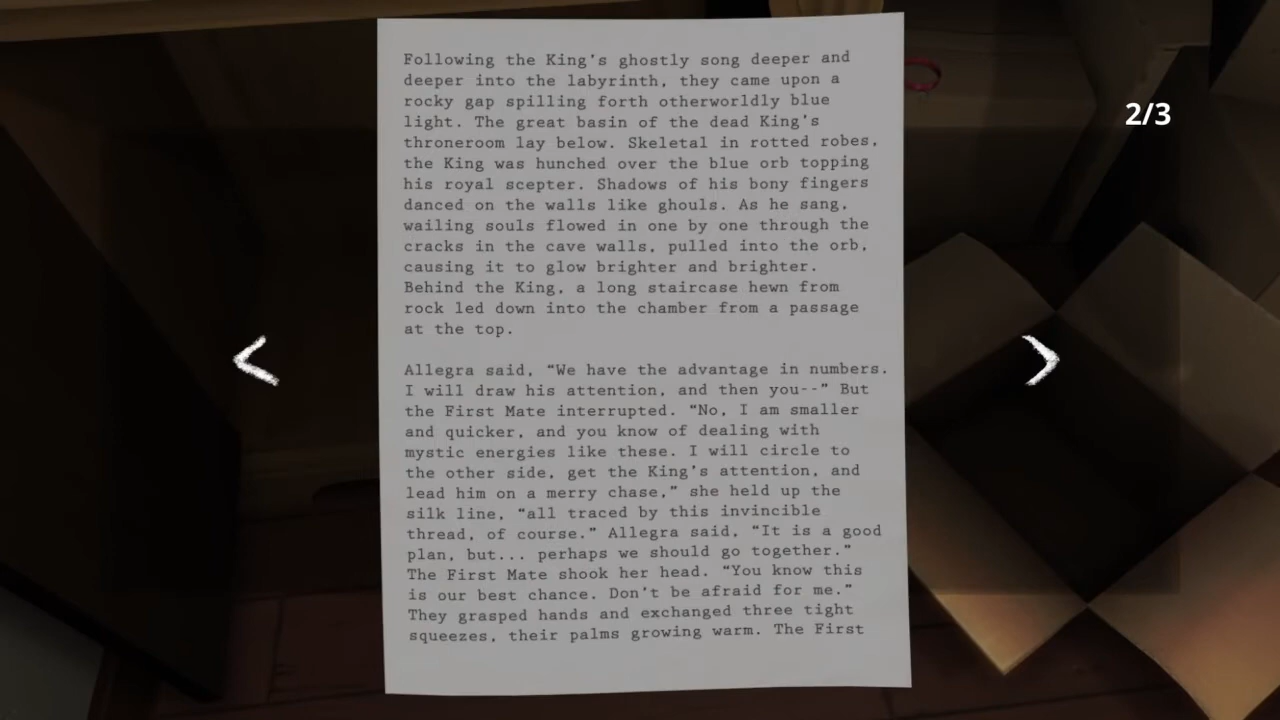 Following the King's ghostly song deeper and
deeper into the labyrinth, they came upon a
rocky gap spilling forth otherworldly blue
light. The great basin of the dead King's
throneroom lay below. Skeletal in rotted robes,
the King was hunched over the blue orb topping
his royal scepter. Shadows of his bony fingers
danced on the walls like ghouls. As he sang,
wailing souls flowed in one by one through the
cracks in the cave walls, pulled into the orb,
causing it to glow brighter and brighter.
Behind the King, a long staircase hewn from
rock led down into the chamber from a passage
at the top.
Allegra said, “We have the advantage in numbers.
I will draw his attention, and then you--” But
the First Mate interrupted. “No, I am smaller
and quicker, and you know of dealing with
mystic energies like these. I will circle to
the other side, get the King's attention, and
lead him on a merry chase,” she held up the
silk line, “all traced by this invincible
thread, of course.” Allegra said, “It is a good
plan, but... perhaps we should go together.”
The First Mate shook her head. “You know this
is our best chance. Don't be afraid for me.”
They grasped hands and exchanged three tight
squeezes, their palms growing warm. The First
2/3